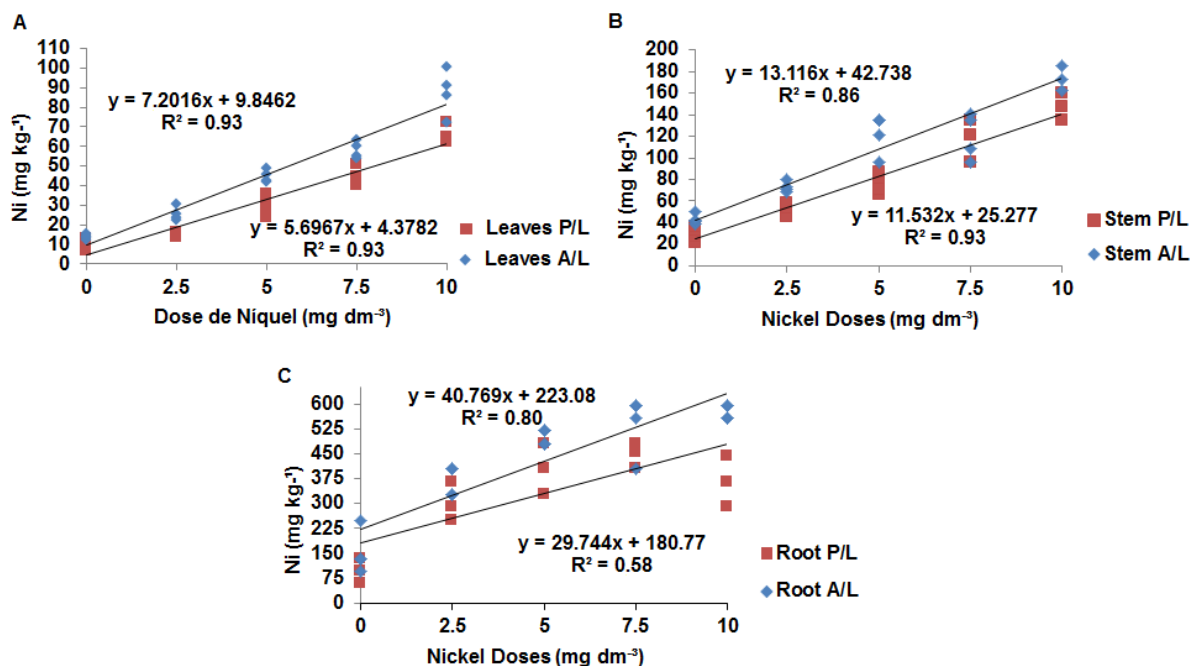 A
Ni (mg kg⁻¹)
110
100
90
80
70
60
50
40
30
20
10
0
y = 7.2016x + 9.8462
R² = 0.93
5.6967x + 4.3782
R² = 0.93
Leaves P/L
Leaves A/L
0 2.5 5 7.5 10
Dose de Níquel (mg dm⁻³)
B
Ni (mg kg⁻¹)
200
180
160
140
120
100
80
60
40
20
0
y = 13.116x + 42.738
R² = 0.86
y = 11.532x + 25.277
R² = 0.93
Stem P/L
Stem A/L
0 2.5 5 7.5 10
Nickel Doses (mg dm⁻³)
C
Ni (mg kg⁻¹)
600
525
450
375
300
225
150
75
0
y = 40.769x + 223.08
R² = 0.80
y = 29.744x + 180.77
R² = 0.58
Root P/L
Root A/L
0 2.5 5 7.5 10
Nickel Doses (mg dm⁻³)